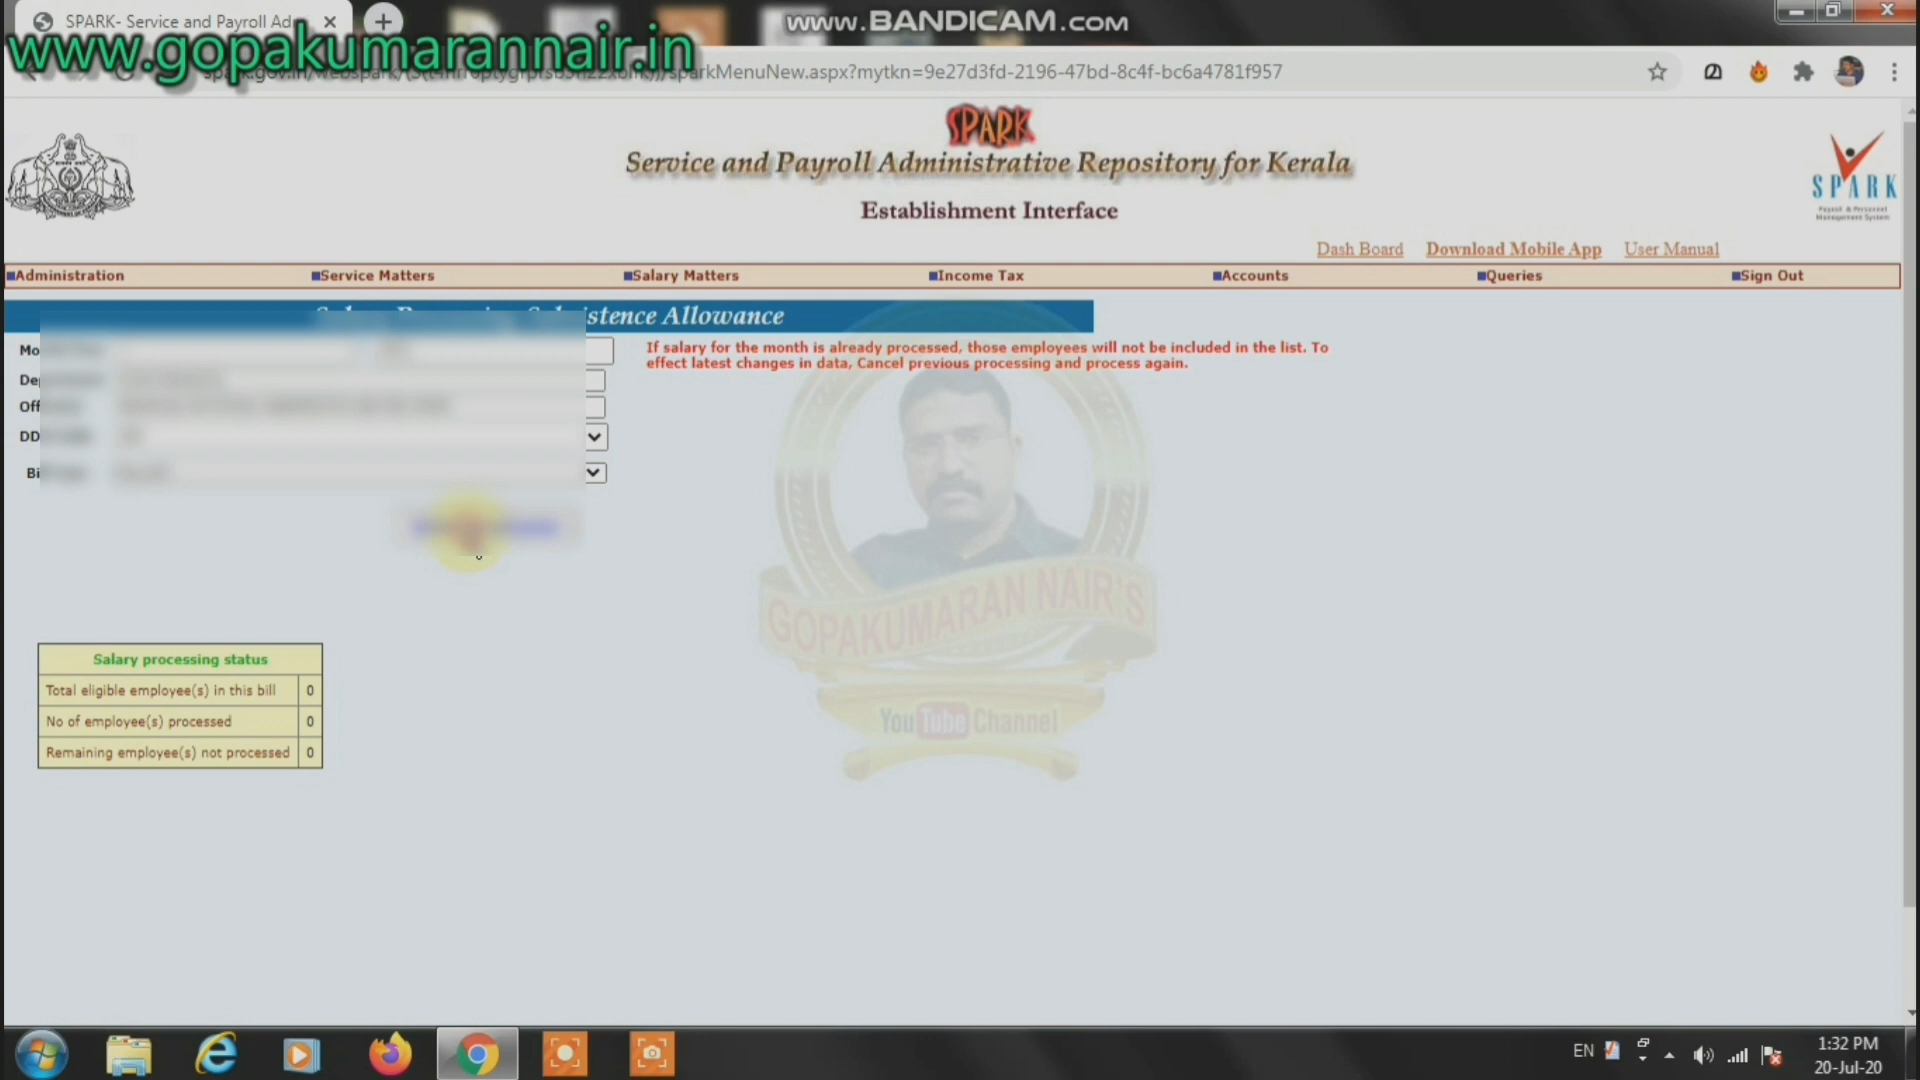 SPARK- Service and Payroll Ad
www.BANDICAM.com
www.gopakumarannair.in
sparkMenuNew.aspx?mytkn=9e27d3fd-2196-47bd-8c4f-bc6a4781f957
SPARK
Service and Payroll Administrative Repository for Kerala
Establishment Interface
SPARK
Payroll & Personnel
Management System
Dash Board Download Mobile App User Manual
Administration Service Matters Salary Matters Income Tax Accounts Queries Sign Out
Allowance
If salary for the month is already processed, those employees will not be included in the list. To
effect latest changes in data, Cancel previous processing and process again.
GOPAKUMARAN NAIR'S
YouTube Channel
Salary processing status
Total eligible employee(s) in this bill 0
No of employee(s) processed 0
Remaining employee(s) not processed 0
EN
1:32 PM
20-Jul-20